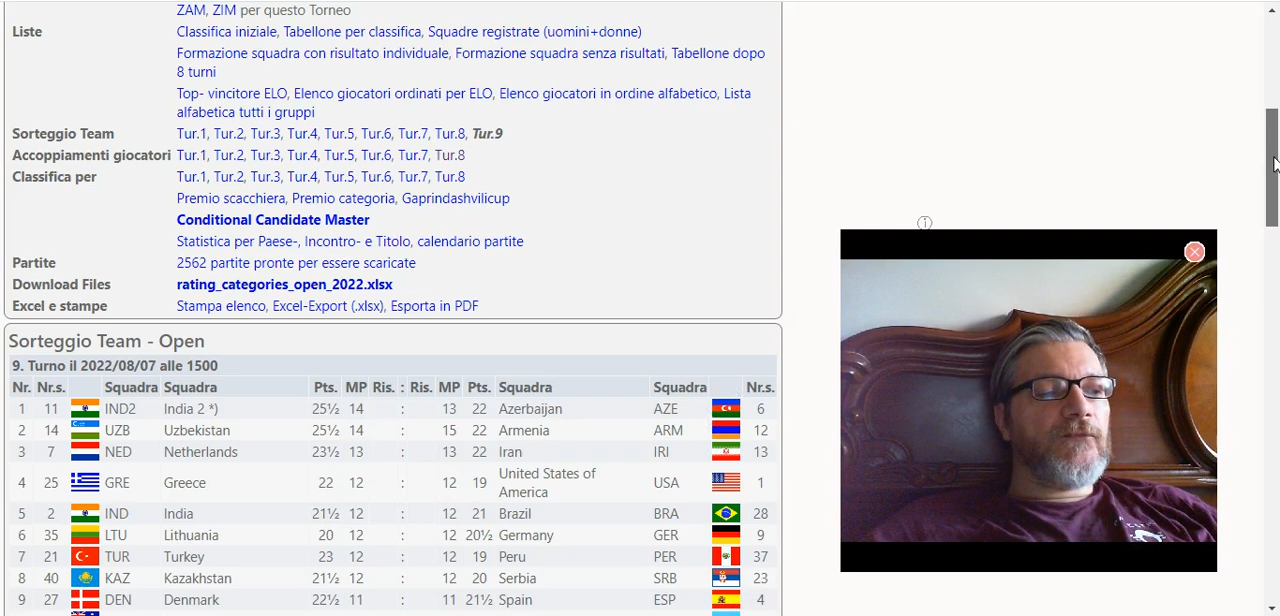 ZAM, ZIM per questo Torneo
Liste Classifica iniziale, Tabellone per classifica, Squadre registrate (uomini+donne)
Formazione squadra con risultato individuale, Formazione squadra senza risultati, Tabellone dopo
8 turni
Top- vincitore ELO, Elenco giocatori ordinati per ELO, Elenco giocatori in ordine alfabetico, Lista
alfabetica tutti i gruppi
Sorteggio Team Tur.1, Tur.2, Tur.3, Tur.4, Tur.5, Tur.6, Tur.7, Tur.8, Tur.9
Accoppiamenti giocatori Tur.1, Tur.2, Tur.3, Tur.4, Tur.5, Tur.6, Tur.7, Tur.8
Classifica per Tur.1, Tur.2, Tur.3, Tur.4, Tur.5, Tur.6, Tur.7, Tur.8
Premio scacchiera, Premio categoria, Gaprindashvilicup
Conditional Candidate Master
Statistica per Paese-, Incontro- e Titolo, calendario partite
Partite 2562 partite pronte per essere scaricate
Download Files rating_categories_open_2022.xlsx
Excel e stampe Stampa elenco, Excel-Export (.xlsx), Esporta in PDF
Sorteggio Team - Open
9. Turno il 2022/08/07 alle 1500
Nr. Nr.s. Squadra Squadra Pts. MP Ris. : Ris. MP Pts. Squadra Squadra Nr.s.
1 11 IND2 India 2 *) 25½ 14 : 13 22 Azerbaijan AZE 6
2 14 UZB Uzbekistan 25½ 14 : 15 22 Armenia ARM 12
3 7 NED Netherlands 23½ 13 : 13 22 Iran IRI 13
4 25 GRE Greece 22 12 : 12 19 United States of
America USA 1
5 2 IND India 21½ 12 : 12 21 Brazil BRA 28
6 35 LTU Lithuania 20 12 : 12 20½ Germany GER 9
7 21 TUR Turkey 23 12 : 12 19 Peru PER 37
8 40 KAZ Kazakhstan 21½ 12 : 12 20 Serbia SRB 23
9 27 DEN Denmark 22½ 11 : 11 21½ Spain ESP 4